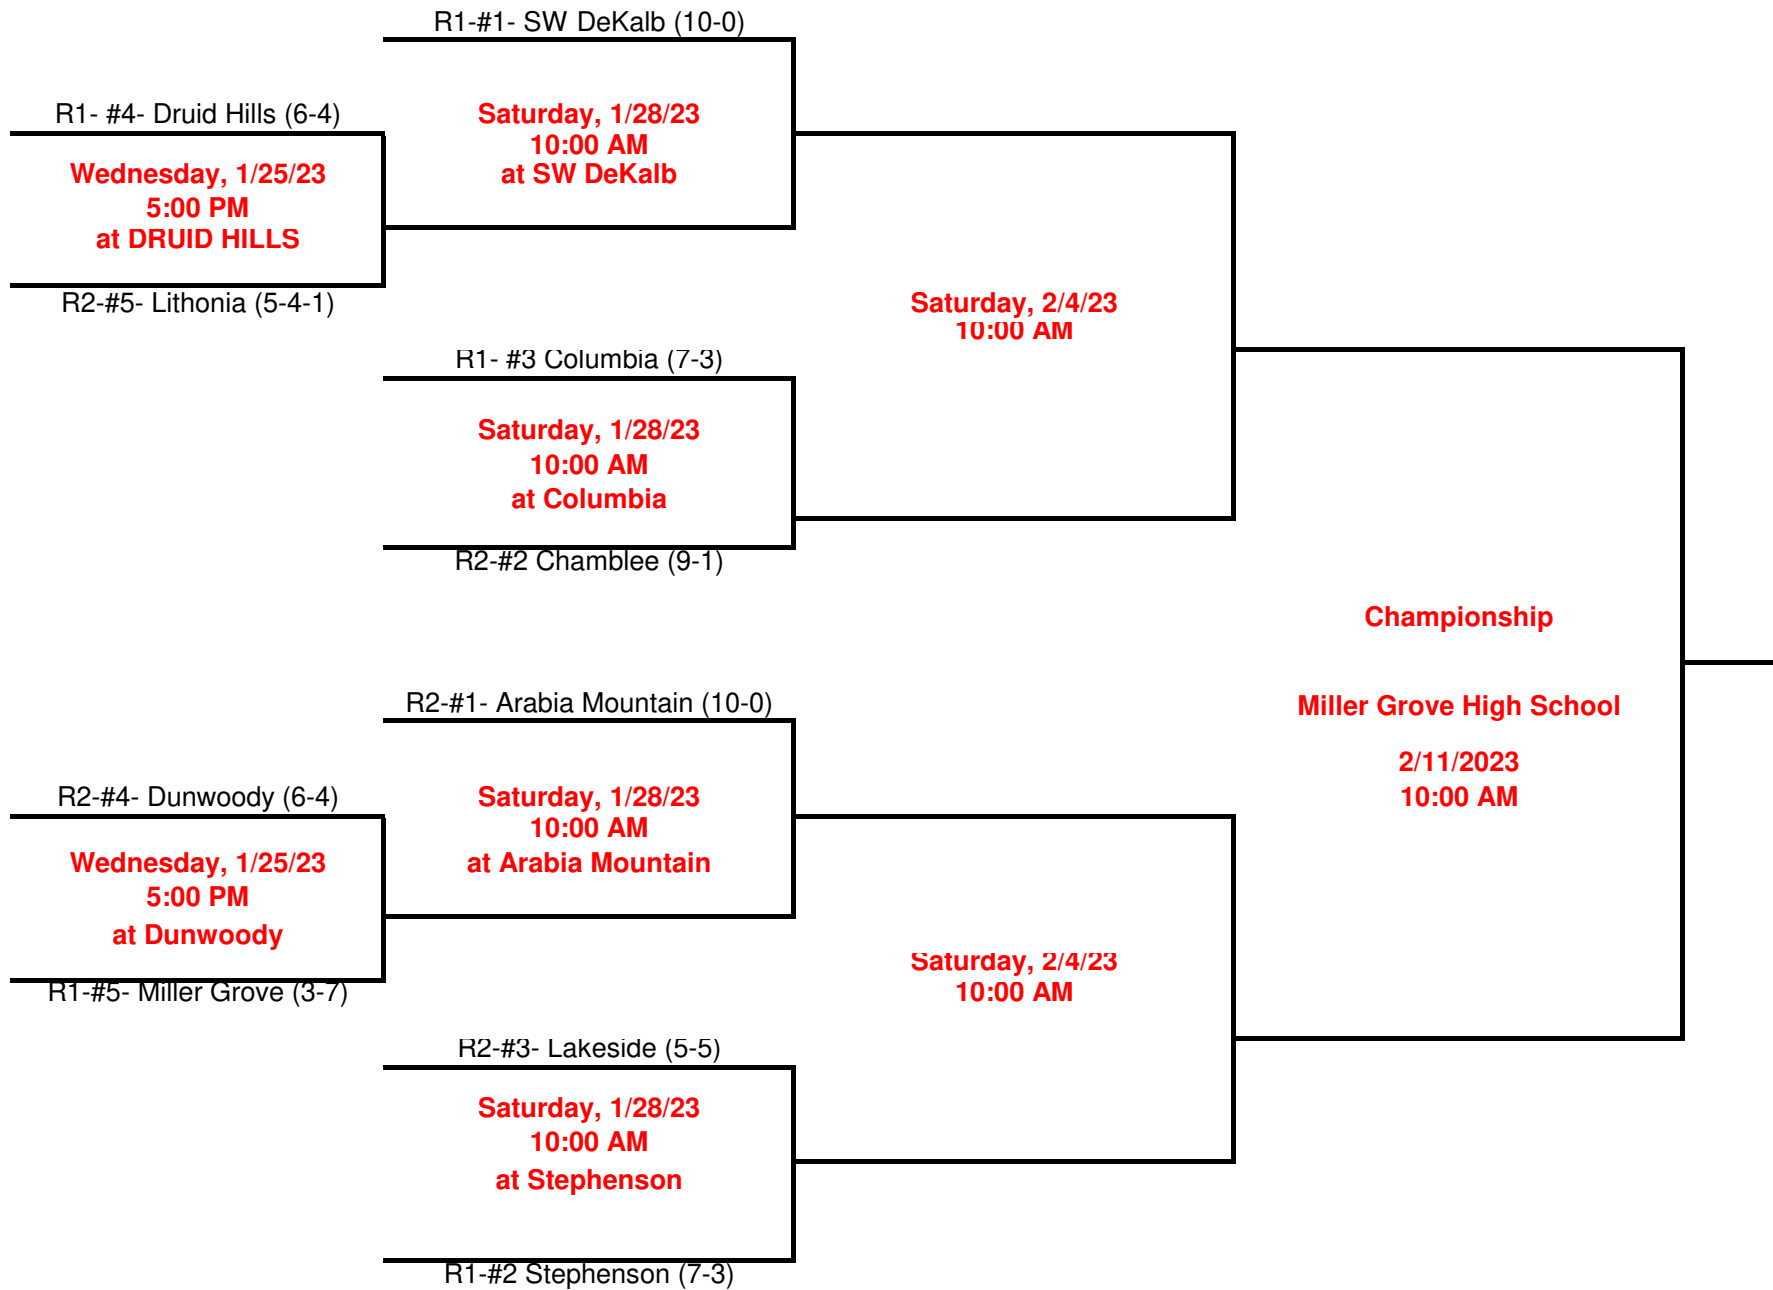 R1-#1- SW DeKalb (10-0)
R1- #4- Druid Hills (6-4)
Saturday, 1/28/23
10:00 AM
at SW DeKalb
Wednesday, 1/25/23
5:00 PM
at DRUID HILLS
R2-#5- Lithonia (5-4-1)
Saturday, 2/4/23
10:00 AM
R1- #3 Columbia (7-3)
Saturday, 1/28/23
10:00 AM
at Columbia
R2-#2 Chamblee (9-1)
Championship
Miller Grove High School
2/11/2023
10:00 AM
R2-#1- Arabia Mountain (10-0)
R2-#4- Dunwoody (6-4)
Saturday, 1/28/23
10:00 AM
at Arabia Mountain
Wednesday, 1/25/23
5:00 PM
at Dunwoody
R1-#5- Miller Grove (3-7)
Saturday, 2/4/23
10:00 AM
R2-#3- Lakeside (5-5)
Saturday, 1/28/23
10:00 AM
at Stephenson
R1-#2 Stephenson (7-3)